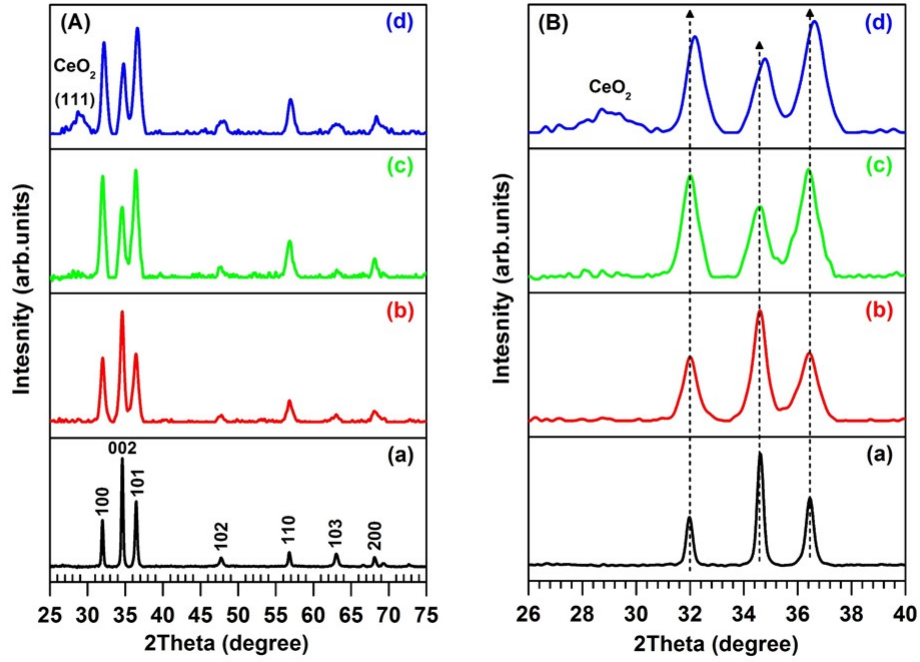 (A)
(d)
CeO2
(111)
(c)
(b)
(a)
100
002
101
102
110
103
200
25 30 35 40 45 50 55 60 65 70 75
2Theta (degree)
Intesnity (arb.units)
(B)
(d)
CeO2
(c)
(b)
(a)
26 28 30 32 34 36 38 40
2Theta (degree)
Intesnity (arb.units)